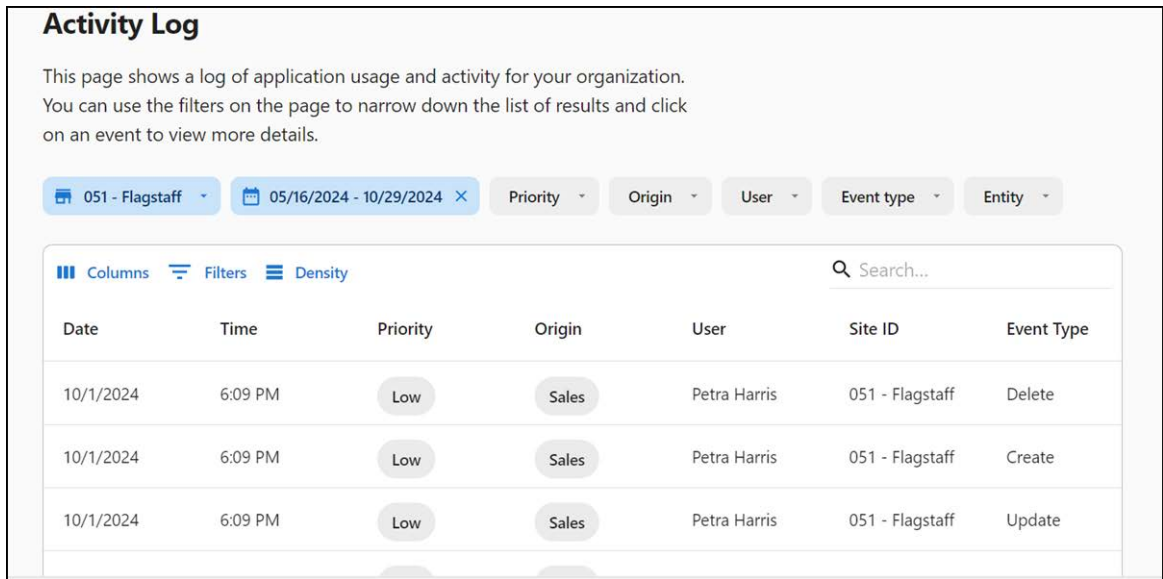 Activity Log
This page shows a log of application usage and activity for your organization.
You can use the filters on the page to narrow down the list of results and click
on an event to view more details.
051 - Flagstaff 05/16/2024 - 10/29/2024 Priority Origin User Event type Entity
Columns Filters Density Search...
Date Time Priority Origin User Site ID Event Type
10/1/2024 6:09 PM Low Sales Petra Harris 051 - Flagstaff Delete
10/1/2024 6:09 PM Low Sales Petra Harris 051 - Flagstaff Create
10/1/2024 6:09 PM Low Sales Petra Harris 051 - Flagstaff Update